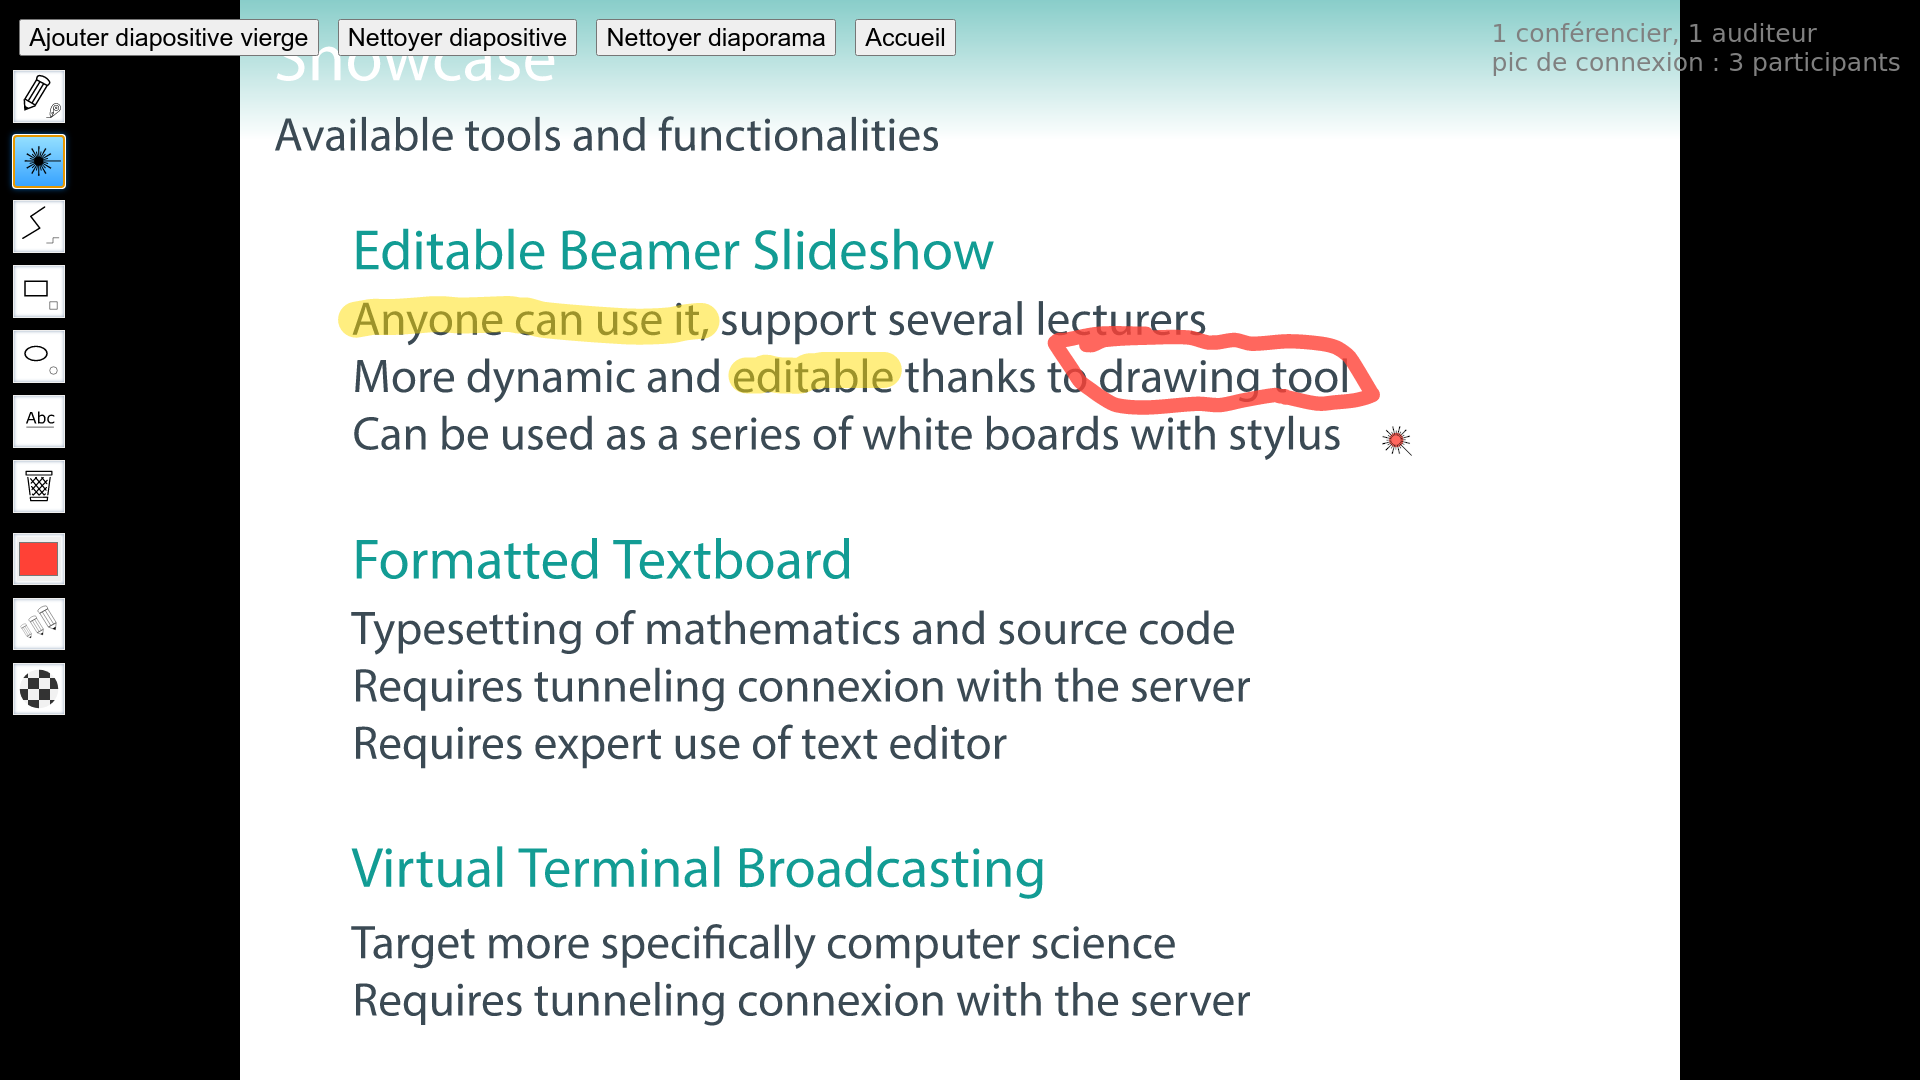 Ajouter diapositive vierge
Nettoyer diapositive
Nettoyer diaporama
Accueil
1 conférencier, 1 auditeur
pic de connexion : 3 participants
Showcase
Available tools and functionalities
Editable Beamer Slideshow
Anyone can use it, support several lecturers
More dynamic and editable thanks to drawing tool
Can be used as a series of white boards with stylus
Abc
Formatted Textboard
Typesetting of mathematics and source code
Requires tunneling connexion with the server
Requires expert use of text editor
Virtual Terminal Broadcasting
Target more specifically computer science
Requires tunneling connexion with the server